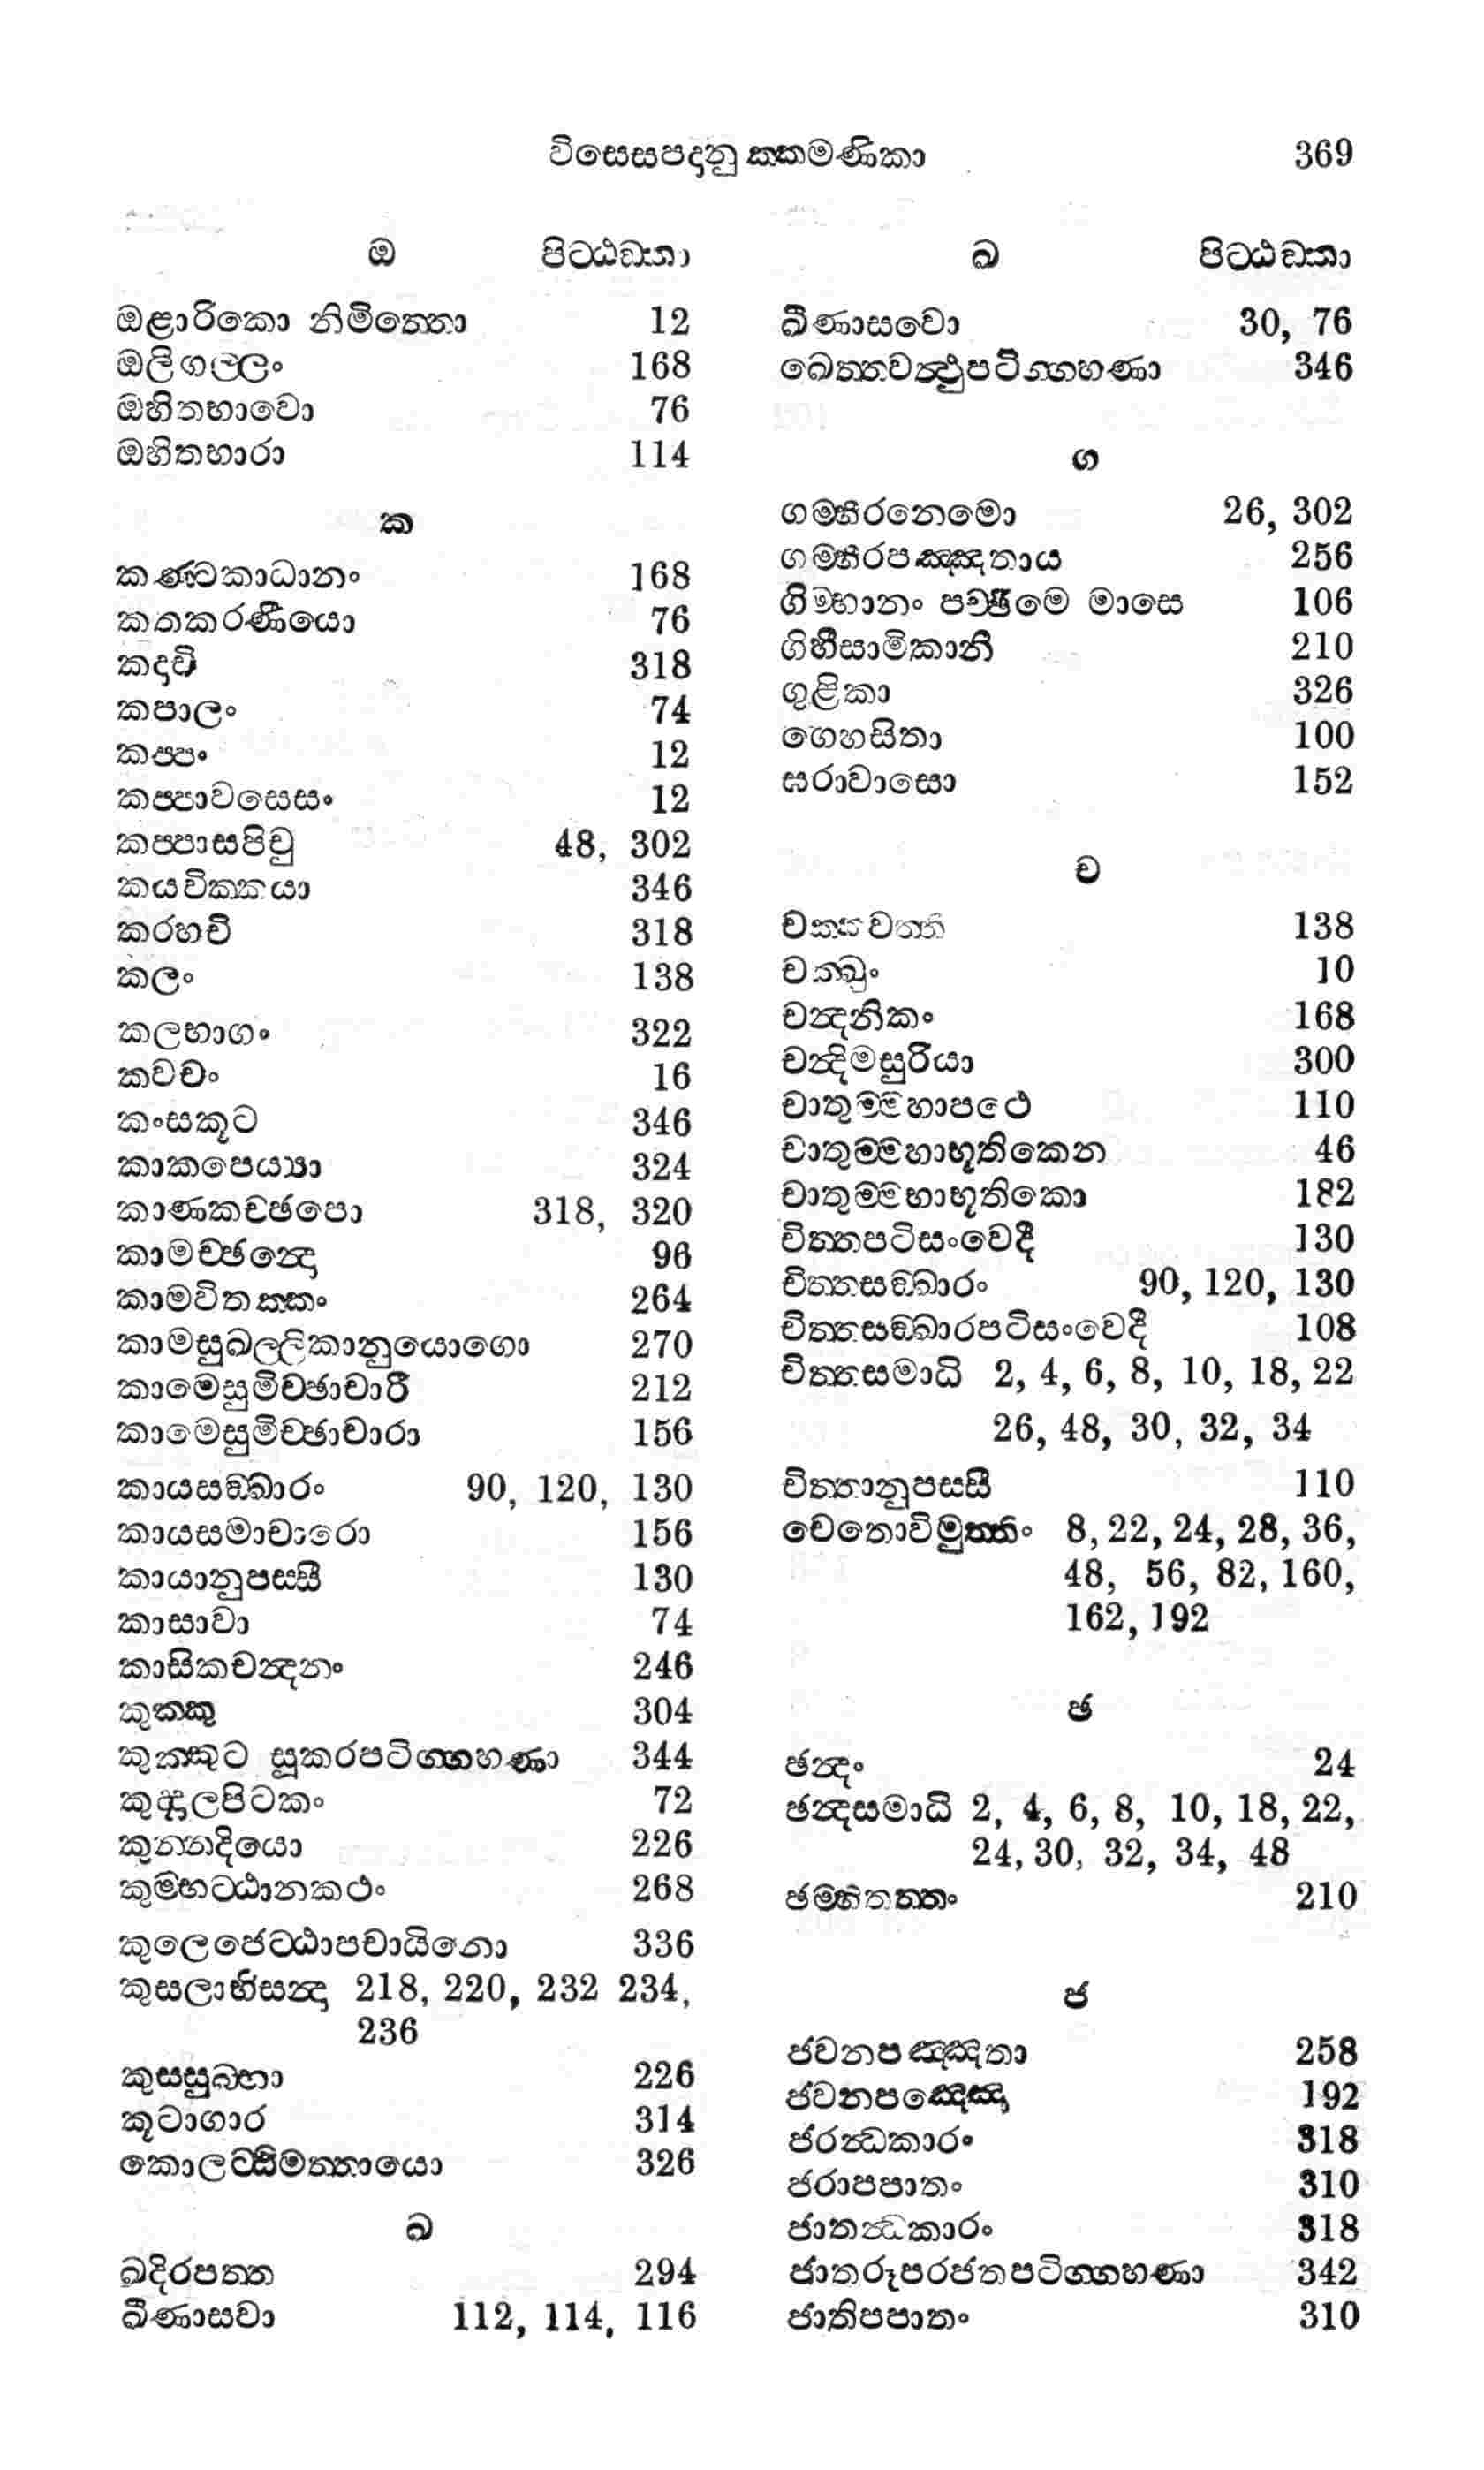 විසෙසපදානුක්කමණිකා 369
ඔ පිට්ඨඞ්කා
ඔළාරිකො නිමිත්තො 12
ඔලිගල්ලං 168
ඔහිතභාවො 76
ඔහිතභාරා 114
ක
කණ්ටකාධානං 168
කතකරණීයො 76
කදාචි 318
කපාලං 74
කප්පං 12
කප්පාවසෙසං 12
කප්පාසපිචු 48, 302
කයවික්කයා 346
කරහචි 318
කලං 138
කලභාගං 322
කවචං 16
කංසකූට 346
කාකපෙය්‍යා 324
කාණකච්ඡපො 318, 320
කාමච්ඡන්දො 96
කාමවිතක්කං 264
කාමසුඛල්ලිකානුයොගො 270
කාමෙසුමිච්ඡාචාරී 212
කාමෙසුමිච්ඡාචාරා 156
කායසඞ්ඛාරං 90, 120, 130
කායසමාචාරො 156
කායානුපස්සී 130
කාසාවා 74
කාසිකචන්දනං 246
කුක්කු 304
කුක්කුට සූකරපටිග්ගහණා 344
කුද්දාලපිටකං 72
කුන්නදියො 226
කුම්භට්ඨානකථං 268
කුලෙජෙට්ඨාපචායිනො 336
කුසලාභිසන්දා 218, 220, 232 234,
236
කුස්සුබ්භා 226
කූටාගාර 314
කොලට්ඨිමත්තායො 326
ඛ
ඛදිරපත්ත 294
ඛීණාසවා 112, 114, 116
ඛ පිට්ඨඞ්කා
ඛීණාසවො 30, 76
ඛෙත්තවත්ථුපටිග්ගහණා 346
ග
ගම්භීරනෙමො 26, 302
ගම්භීරපඤ්ඤතාය 256
ගිම්භානං පච්ඡිමෙ මාසෙ 106
ගිහීසාමිකානී 210
ගුළිකා 326
ගෙහසිතා 100
ඝරාවාසො 152
ච
චක්කවත්ති 138
චක්ඛුං 10
චන්දනිකං 168
චන්දිමසුරියා 300
චාතුම්මහාපථෙ 110
චාතුම්මහාභූතිකෙන 46
චාතුම්මභාභූතිකො 182
චිත්තපටිසංවෙදී 130
චිත්තසඞ්ඛාරං 90, 120, 130
චිත්තසඞ්ඛාරපටිසංවෙදී 108
චිත්තසමාධි 2, 4, 6, 8, 10, 18, 22
26, 48, 30, 32, 34
චිත්තානුපස්සී 110
චෙතොවිමුත්තිං 8, 22, 24, 28, 36,
48, 56, 82, 160,
162, 192
ඡ
ඡන්දං 24
ඡන්දසමාධි 2, 4, 6, 8, 10, 18, 22,
24, 30, 32, 34, 48
ඡම්භිතත්තං 210
ජ
ජවනපඤ්ඤතා 258
ජවනපඤ්ඤො 192
ජරන්ධකාරං 318
ජරාපපාතං 310
ජාතන්ධකාරං 318
ජාතරූපරජතපටිග්ගහණා 342
ජාතිපපාතං 310